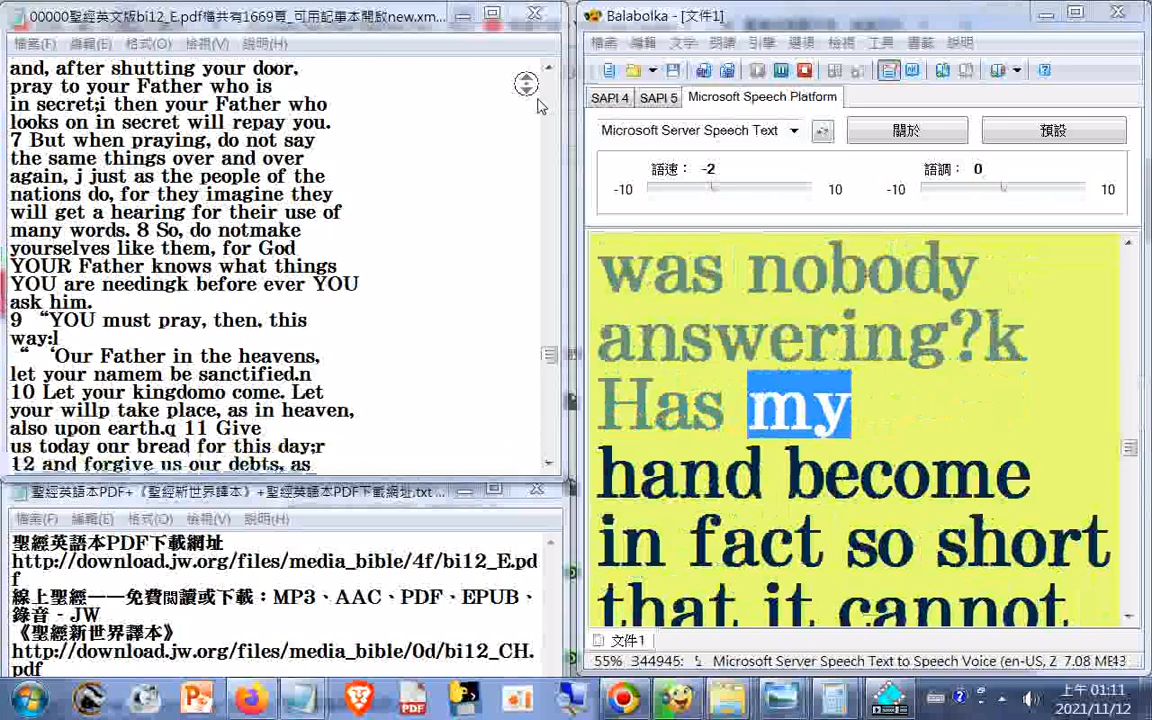 00000聖經英文版bi12_E.pdf檔共有1669頁_可用記事本開啟new.xm...
檔案(F) 編輯(E) 格式(O) 檢視(V) 說明(H)
and, after shutting your door,
pray to your Father who is
in secret;i then your Father who
looks on in secret will repay you.
7 But when praying, do not say
the same things over and over
again, j just as the people of the
nations do, for they imagine they
will get a hearing for their use of
many words. 8 So, do notmake
yourselves like them, for God
YOUR Father knows what things
YOU are needingk before ever YOU
ask him.
9 “YOU must pray, then, this
way:l
“ ‘Our Father in the heavens,
let your namem be sanctified.n
10 Let your kingdomo come. Let
your willp take place, as in heaven,
also upon earth.q 11 Give
us today our bread for this day;r
12 and forgive us our debts, as
聖經英語本PDF+《聖經新世界譯本》+聖經英語本PDF下載網址.txt ...
檔案(F) 編輯(E) 格式(O) 檢視(V) 說明(H)
聖經英語本PDF下載網址
http://download.jw.org/files/media_bible/4f/bi12_E.pd
f
線上聖經——免費閱讀或下載：MP3、AAC、PDF、EPUB、
錄音 - JW
《聖經新世界譯本》
http://download.jw.org/files/media_bible/0d/bi12_CH.
pdf
Balabolka - [文件1]
檔案 編輯 文字 朗讀 引擎 選項 檢視 工具 書籤 說明
SAPI 4 SAPI 5 Microsoft Speech Platform
Microsoft Server Speech Text 關於 預設
語速： -2 語調： 0
-10 10 -10 10
was nobody
answering?k
Has my
hand become
in fact so short
that it cannot
文件1
55% 344945: Microsoft Server Speech Text to Speech Voice (en-US, Z 7.08 MB
上午 01:11
2021/11/12